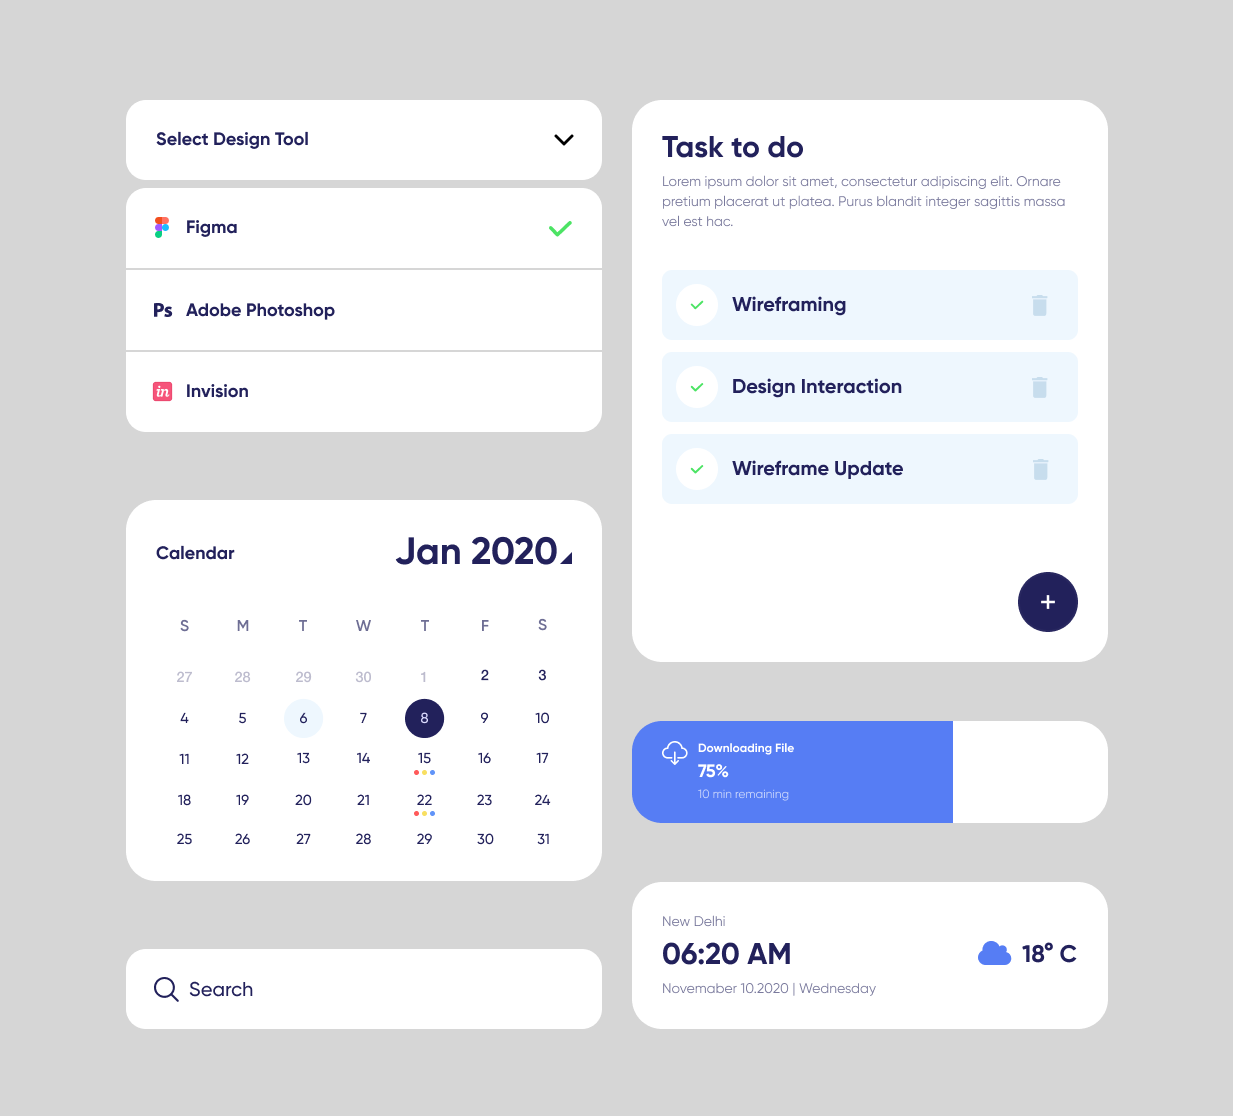 Select Design Tool
Figma
Ps Adobe Photoshop
in Invision
Calendar Jan 2020
S M T W T F S
27 28 29 30 1 2 3
4 5 6 7 8 9 10
11 12 13 14 15 16 17
18 19 20 21 22 23 24
25 26 27 28 29 30 31
Search
Task to do
Lorem ipsum dolor sit amet, consectetur adipiscing elit. Ornare
pretium placerat ut platea. Purus blandit integer sagittis massa
vel est hac.
Wireframing
Design Interaction
Wireframe Update
+
Downloading File
75%
10 min remaining
New Delhi
06:20 AM
18° C
Novemaber 10.2020 | Wednesday